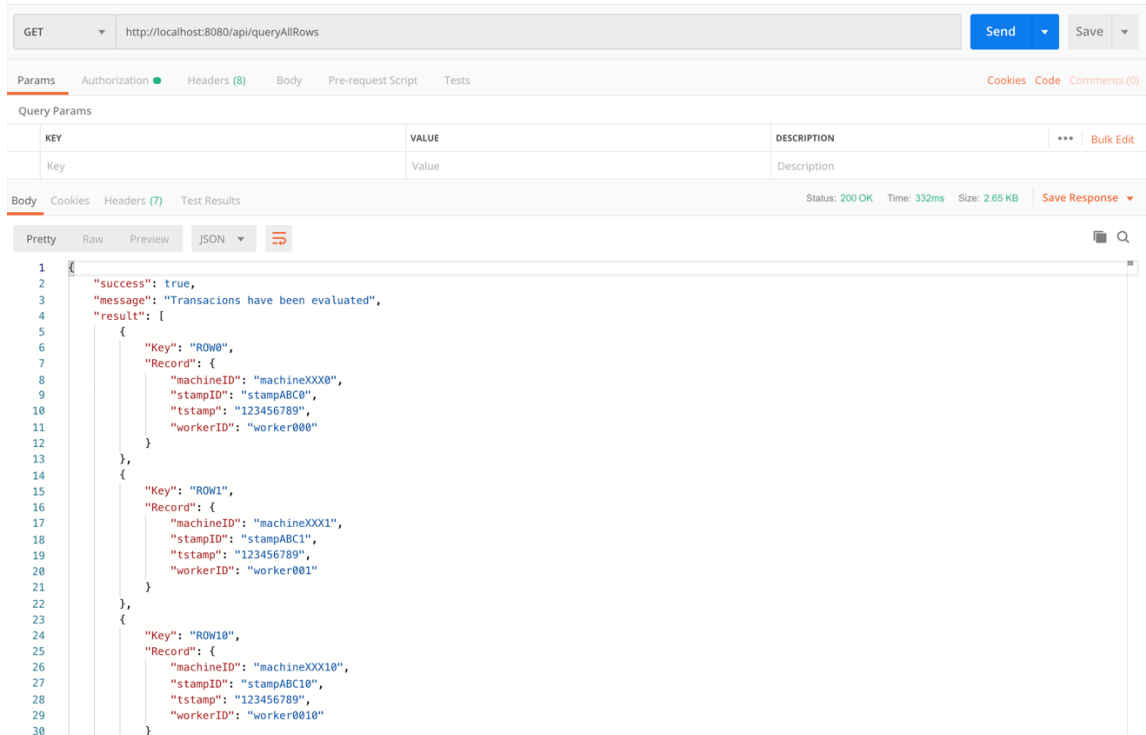 GET http://localhost:8080/api/queryAllRows Send Save
Params Authorization Headers (8) Body Pre-request Script Tests Cookies Code Comments (0)
Query Params
KEY VALUE DESCRIPTION ••• Bulk Edit
Key Value Description
Body Cookies Headers (7) Test Results Status: 200 OK Time: 332ms Size: 2.65 KB Save Response
Pretty Raw Preview JSON
1 {
2 "success": true,
3 "message": "Transacions have been evaluated",
4 "result": [
5 {
6 "Key": "ROW0",
7 "Record": {
8 "machineID": "machineXXX0",
9 "stampID": "stampABC0",
10 "tstamp": "123456789",
11 "workerID": "worker000"
12 }
13 },
14 {
15 "Key": "ROW1",
16 "Record": {
17 "machineID": "machineXXX1",
18 "stampID": "stampABC1",
19 "tstamp": "123456789",
20 "workerID": "worker001"
21 }
22 },
23 {
24 "Key": "ROW10",
25 "Record": {
26 "machineID": "machineXXX10",
27 "stampID": "stampABC10",
28 "tstamp": "123456789",
29 "workerID": "worker0010"
30 }